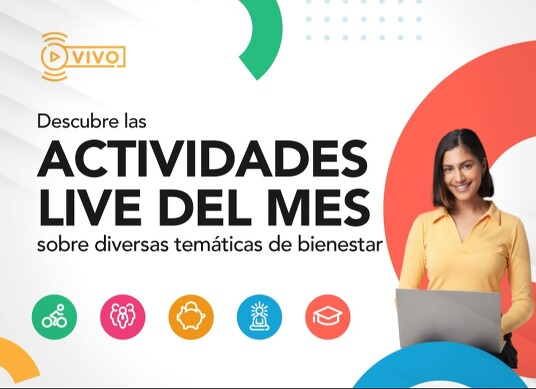 VIVO
Descubre las
ACTIVIDADES
LIVE DEL MES
sobre diversas temáticas de bienestar